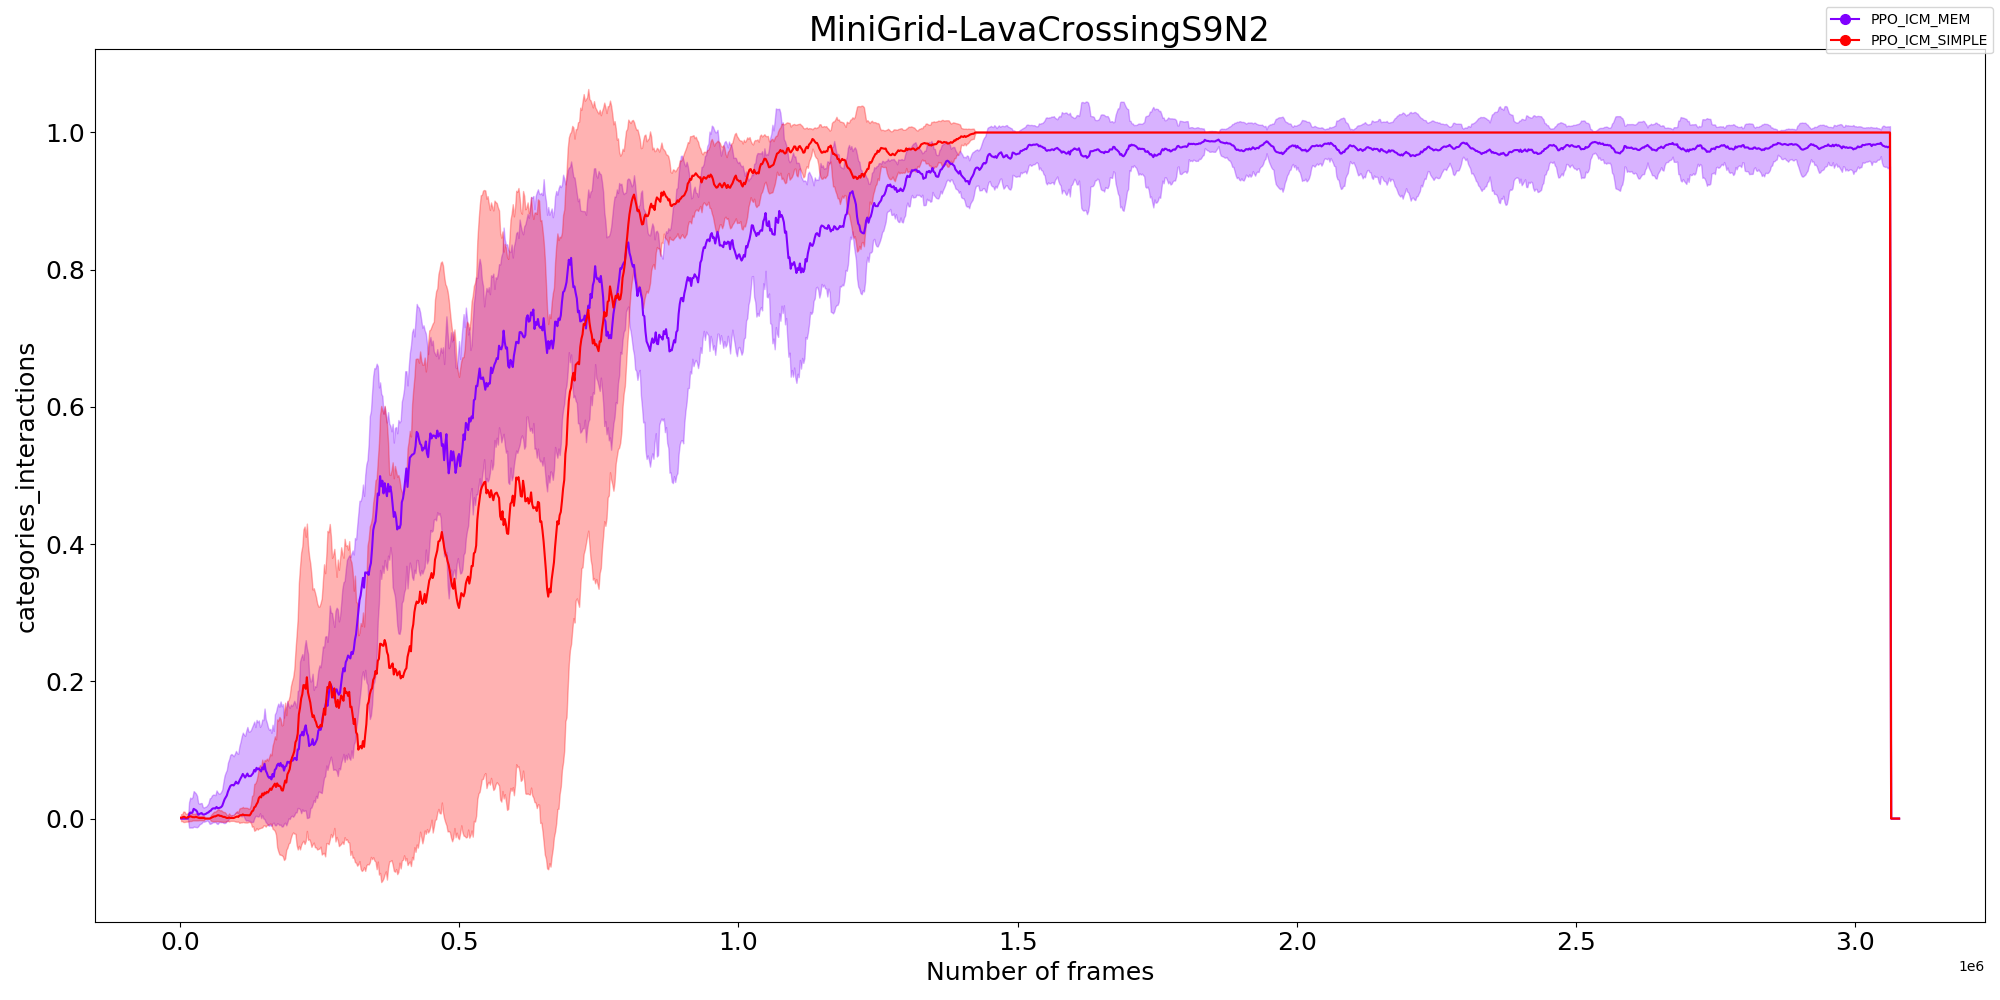 MiniGrid-LavaCrossingS9N2
PPO_ICM_MEM
PPO_ICM_SIMPLE
categories_interactions
1.0
0.8
0.6
0.4
0.2
0.0
0.0 0.5 1.0 1.5 2.0 2.5 3.0
Number of frames
1e6